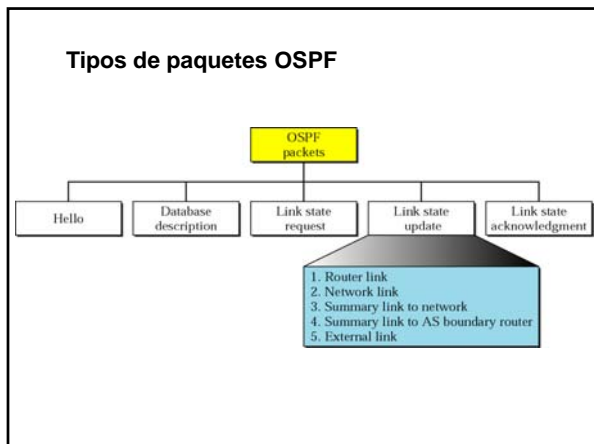 Tipos de paquetes OSPF
OSPF
packets
Hello
Database
description
Link state
request
Link state
update
Link state
acknowledgment
1. Router link
2. Network link
3. Summary link to network
4. Summary link to AS boundary router
5. External link